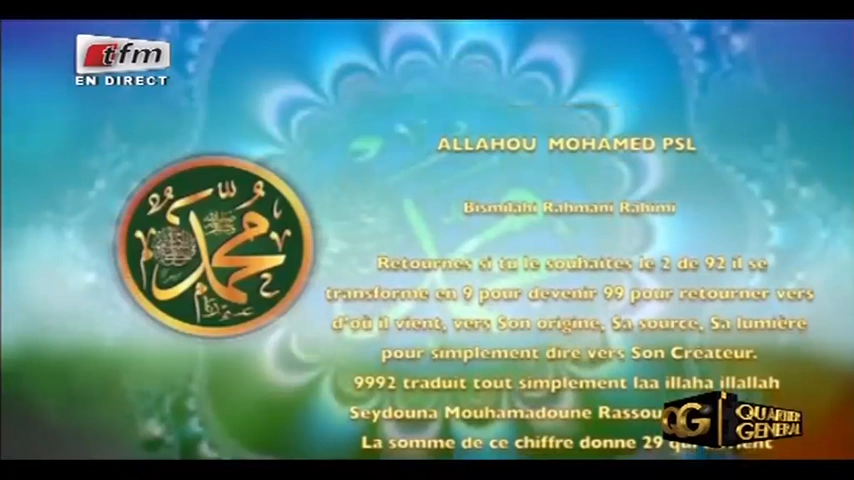 tfm
EN DIRECT
ALLAHOU MOHAMED PSL
Bismilahi Rahmani Rahimi
Retournes si tu le souhaites le 2 de 92 il se
transforme en 9 pour devenir 99 pour retourner vers
d'où il vient, vers Son origine, Sa source, Sa lumière
pour simplement dire vers Son Créateur.
9992 traduit tout simplement laa illaha illallah
Seydouna Mouhamadoune
La somme de ce chiffre donne 29
محمد
QG QUARTIER
GENERAL